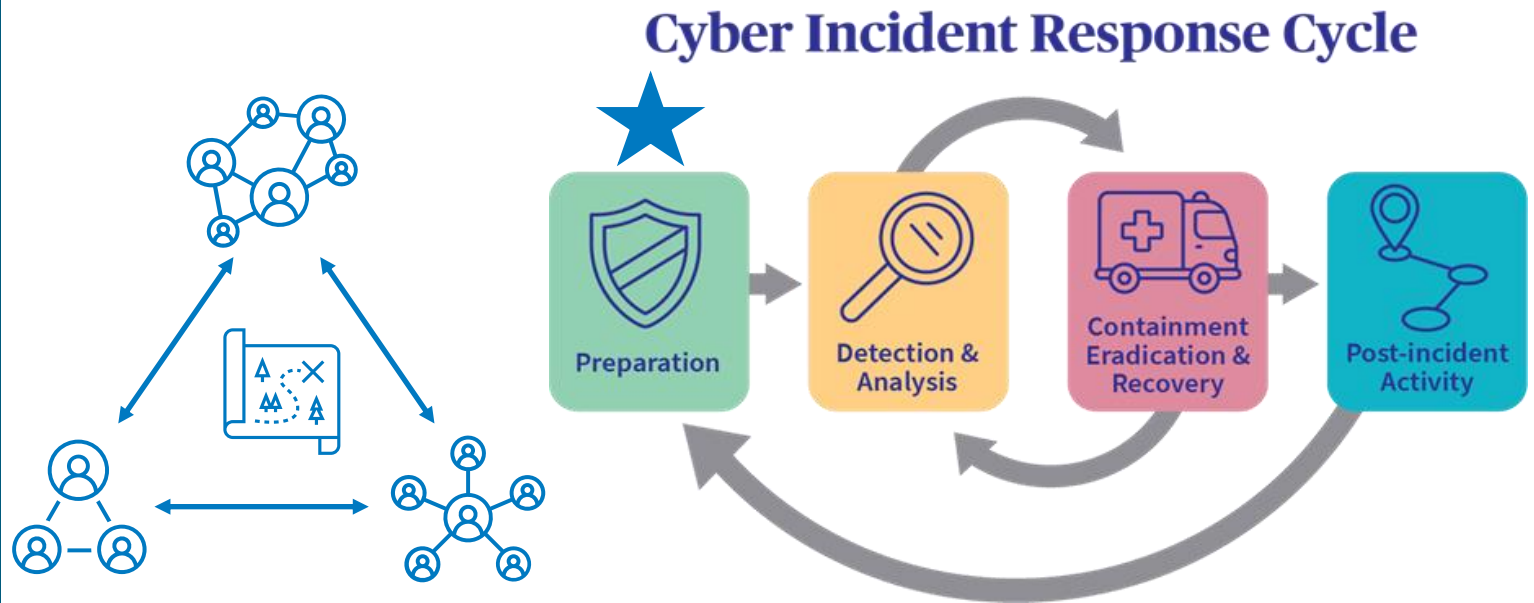 Cyber Incident Response Cycle
Preparation
Detection &
Analysis
Containment
Eradication &
Recovery
Post-incident
Activity